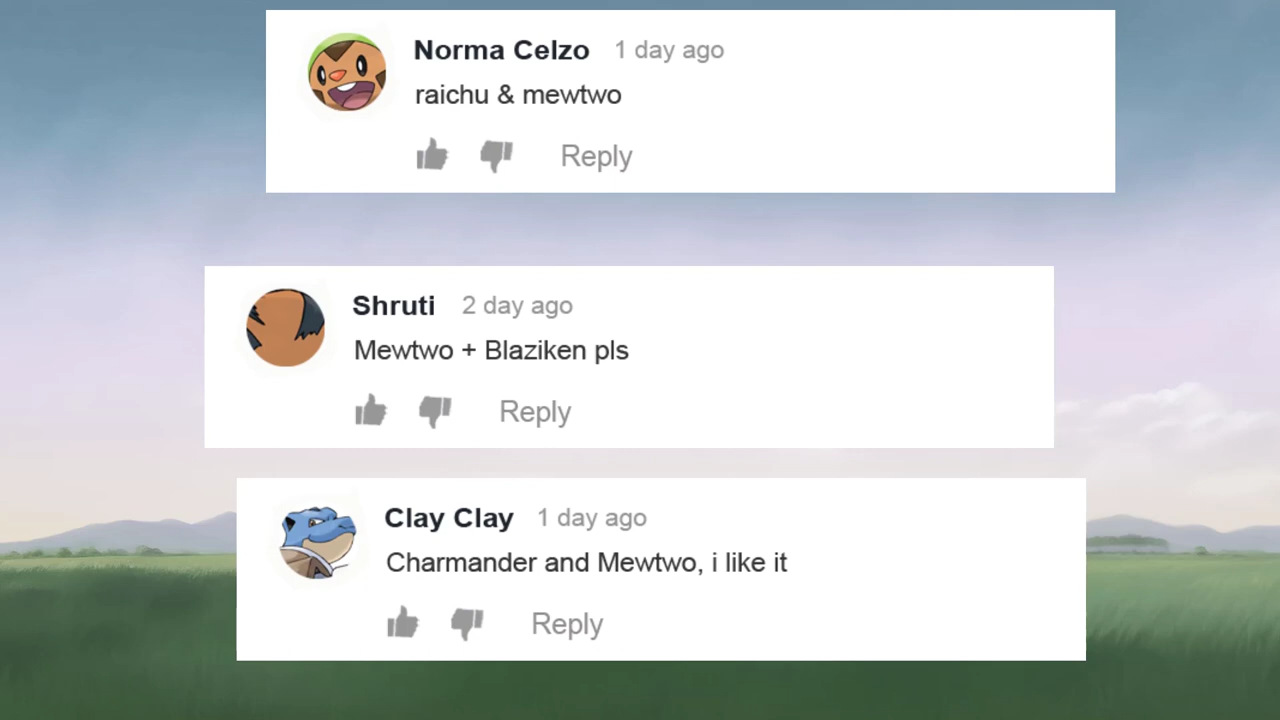 Norma Celzo 1 day ago
raichu & mewtwo
Reply
Shruti 2 day ago
Mewtwo + Blaziken pls
Reply
Clay Clay 1 day ago
Charmander and Mewtwo, i like it
Reply